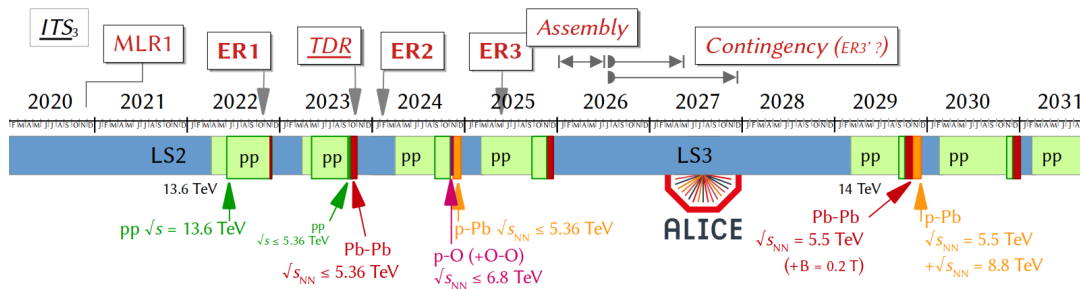 ITS3
MLR1
ER1
TDR
ER2
ER3
Assembly
Contingency (ER3' ?)
2020 2021 2022 2023 2024 2025 2026 2027 2028 2029 2030 2031
LS2 pp pp pp pp LS3 pp pp pp
13.6 TeV
14 TeV
pp √s = 13.6 TeV
pp
√s ≤ 5.36 TeV
Pb-Pb
√sNN ≤ 5.36 TeV
p-Pb √sNN ≤ 5.36 TeV
p-O (+O-O)
√sNN ≤ 6.8 TeV
ALICE
Pb-Pb
√sNN = 5.5 TeV
(+B = 0.2 T)
p-Pb
√sNN = 5.5 TeV
+√sNN = 8.8 TeV